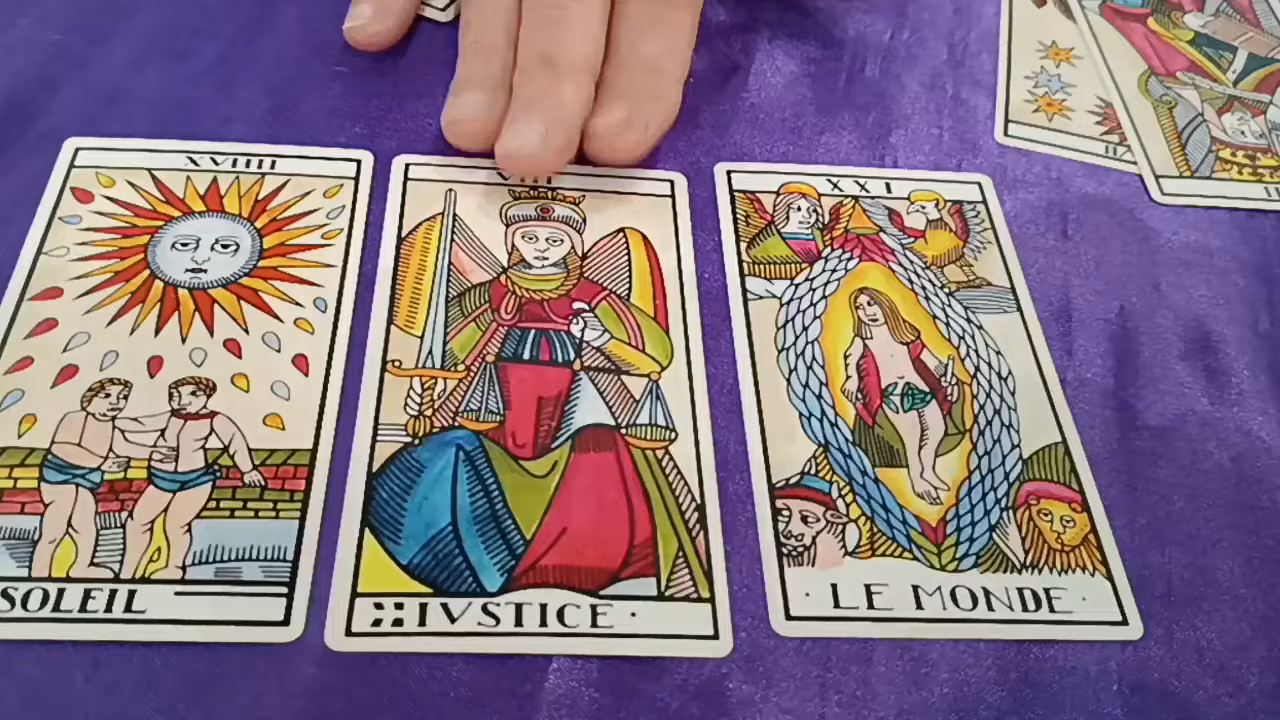 XVIIII
SOLEIL
IVSTICE ·
XXI
· LE MONDE ·